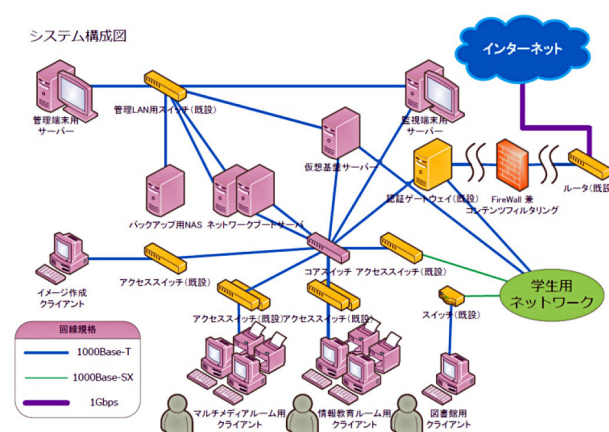 システム構成図
インターネット
管理端末用
サーバー
管理LAN用スイッチ(既設)
監視端末用
サーバー
仮想基盤サーバー
認証ゲートウェイ(既設)
FireWall 兼
コンテンツフィルタリング
ルータ(既設)
バックアップ用NAS
ネットワークブートサーバ
コアスイッチ
アクセススイッチ(既設)
アクセススイッチ(既設)
イメージ作成
クライアント
学生用
ネットワーク
アクセススイッチ(既設)
アクセススイッチ(既設)
スイッチ(既設)
回線規格
1000Base-T
1000Base-SX
1Gbps
マルチメディアルーム用
クライアント
情報教育ルーム用
クライアント
図書館用
クライアント